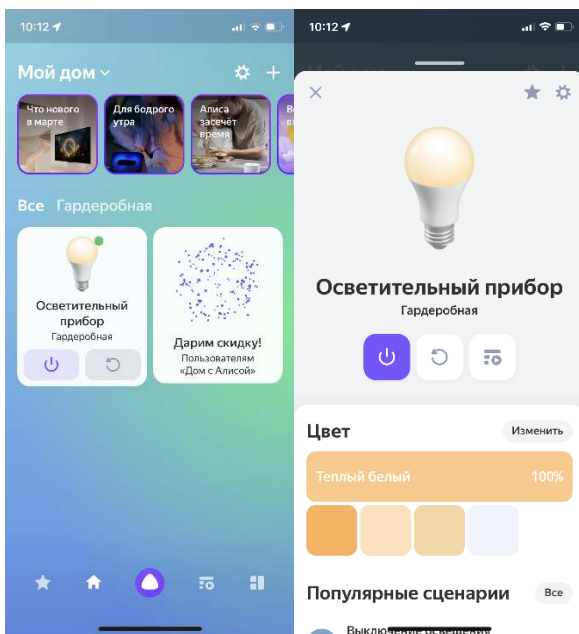 10:12
Мой дом
Что нового
в марте
Для бодрого
утра
Алиса
засечёт
время
Все Гардеробная
Осветительный
прибор
Гардеробная
Дарим скидку!
Пользователям
«Дом с Алисой»
10:12
Осветительный прибор
Гардеробная
Цвет
Изменить
Теплый белый 100%
Популярные сценарии
Все